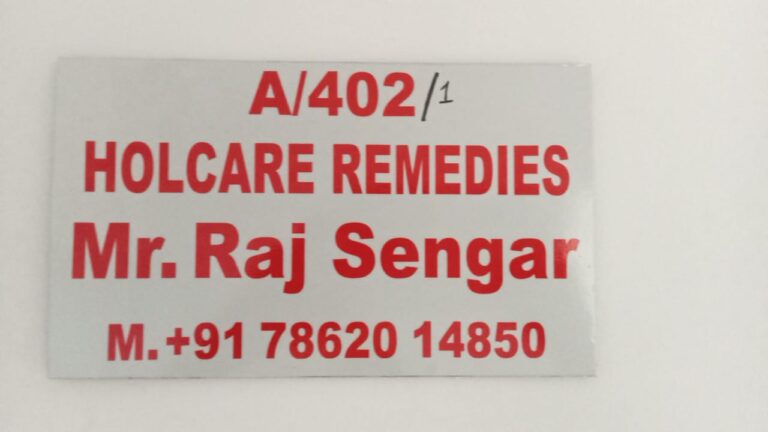 A/402/1
HOLCARE REMEDIES
Mr. Raj Sengar
M.+91 78620 14850